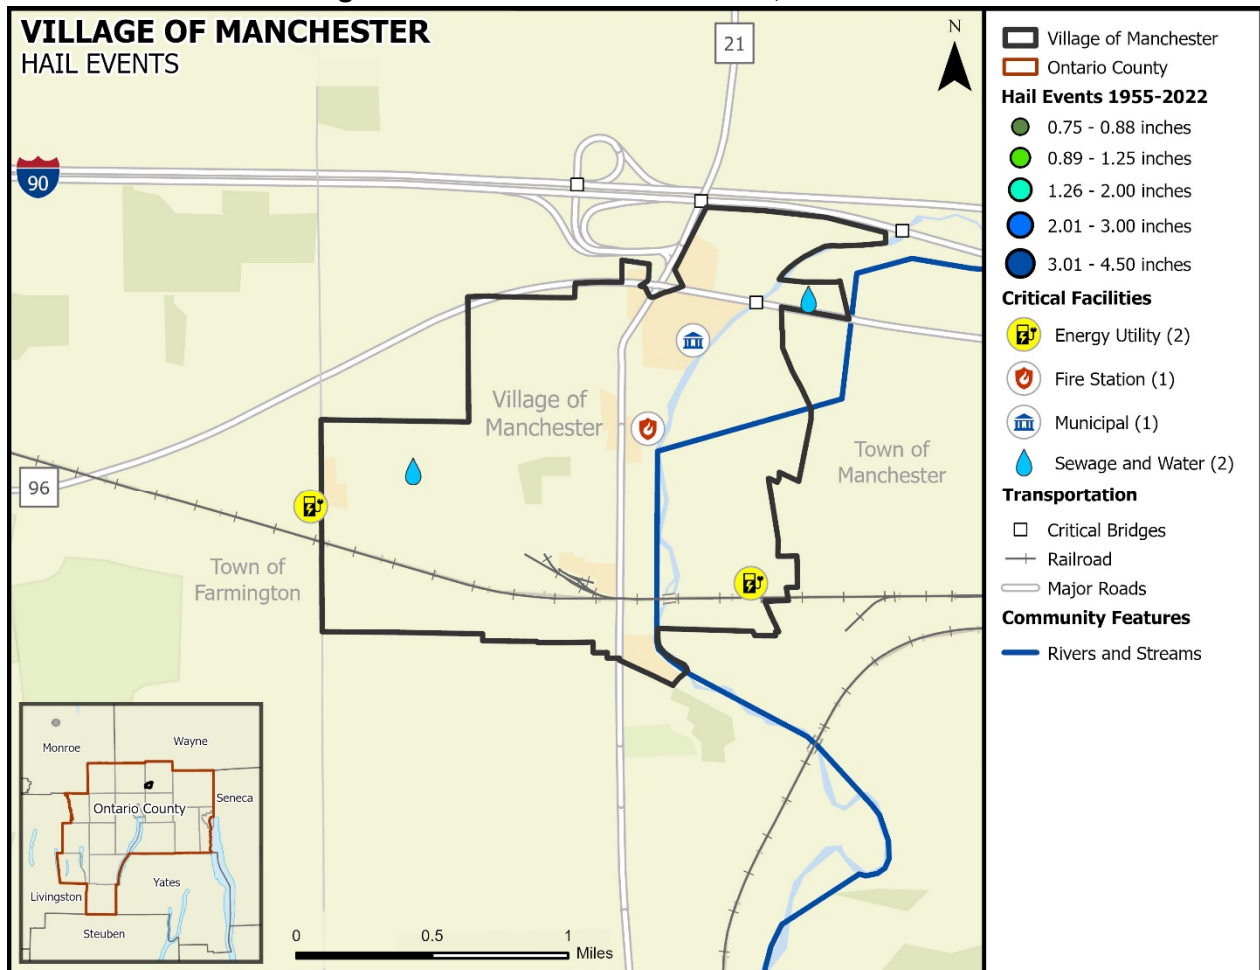 VILLAGE OF MANCHESTER
HAIL EVENTS
21
N
90
96
Village of
Manchester
Town of
Manchester
Town of
Farmington
Monroe
Wayne
Ontario County
Seneca
Livingston
Yates
Steuben
0 0.5 1
Miles
Village of Manchester
Ontario County
Hail Events 1955-2022
0.75 - 0.88 inches
0.89 - 1.25 inches
1.26 - 2.00 inches
2.01 - 3.00 inches
3.01 - 4.50 inches
Critical Facilities
Energy Utility (2)
Fire Station (1)
Municipal (1)
Sewage and Water (2)
Transportation
Critical Bridges
Railroad
Major Roads
Community Features
Rivers and Streams